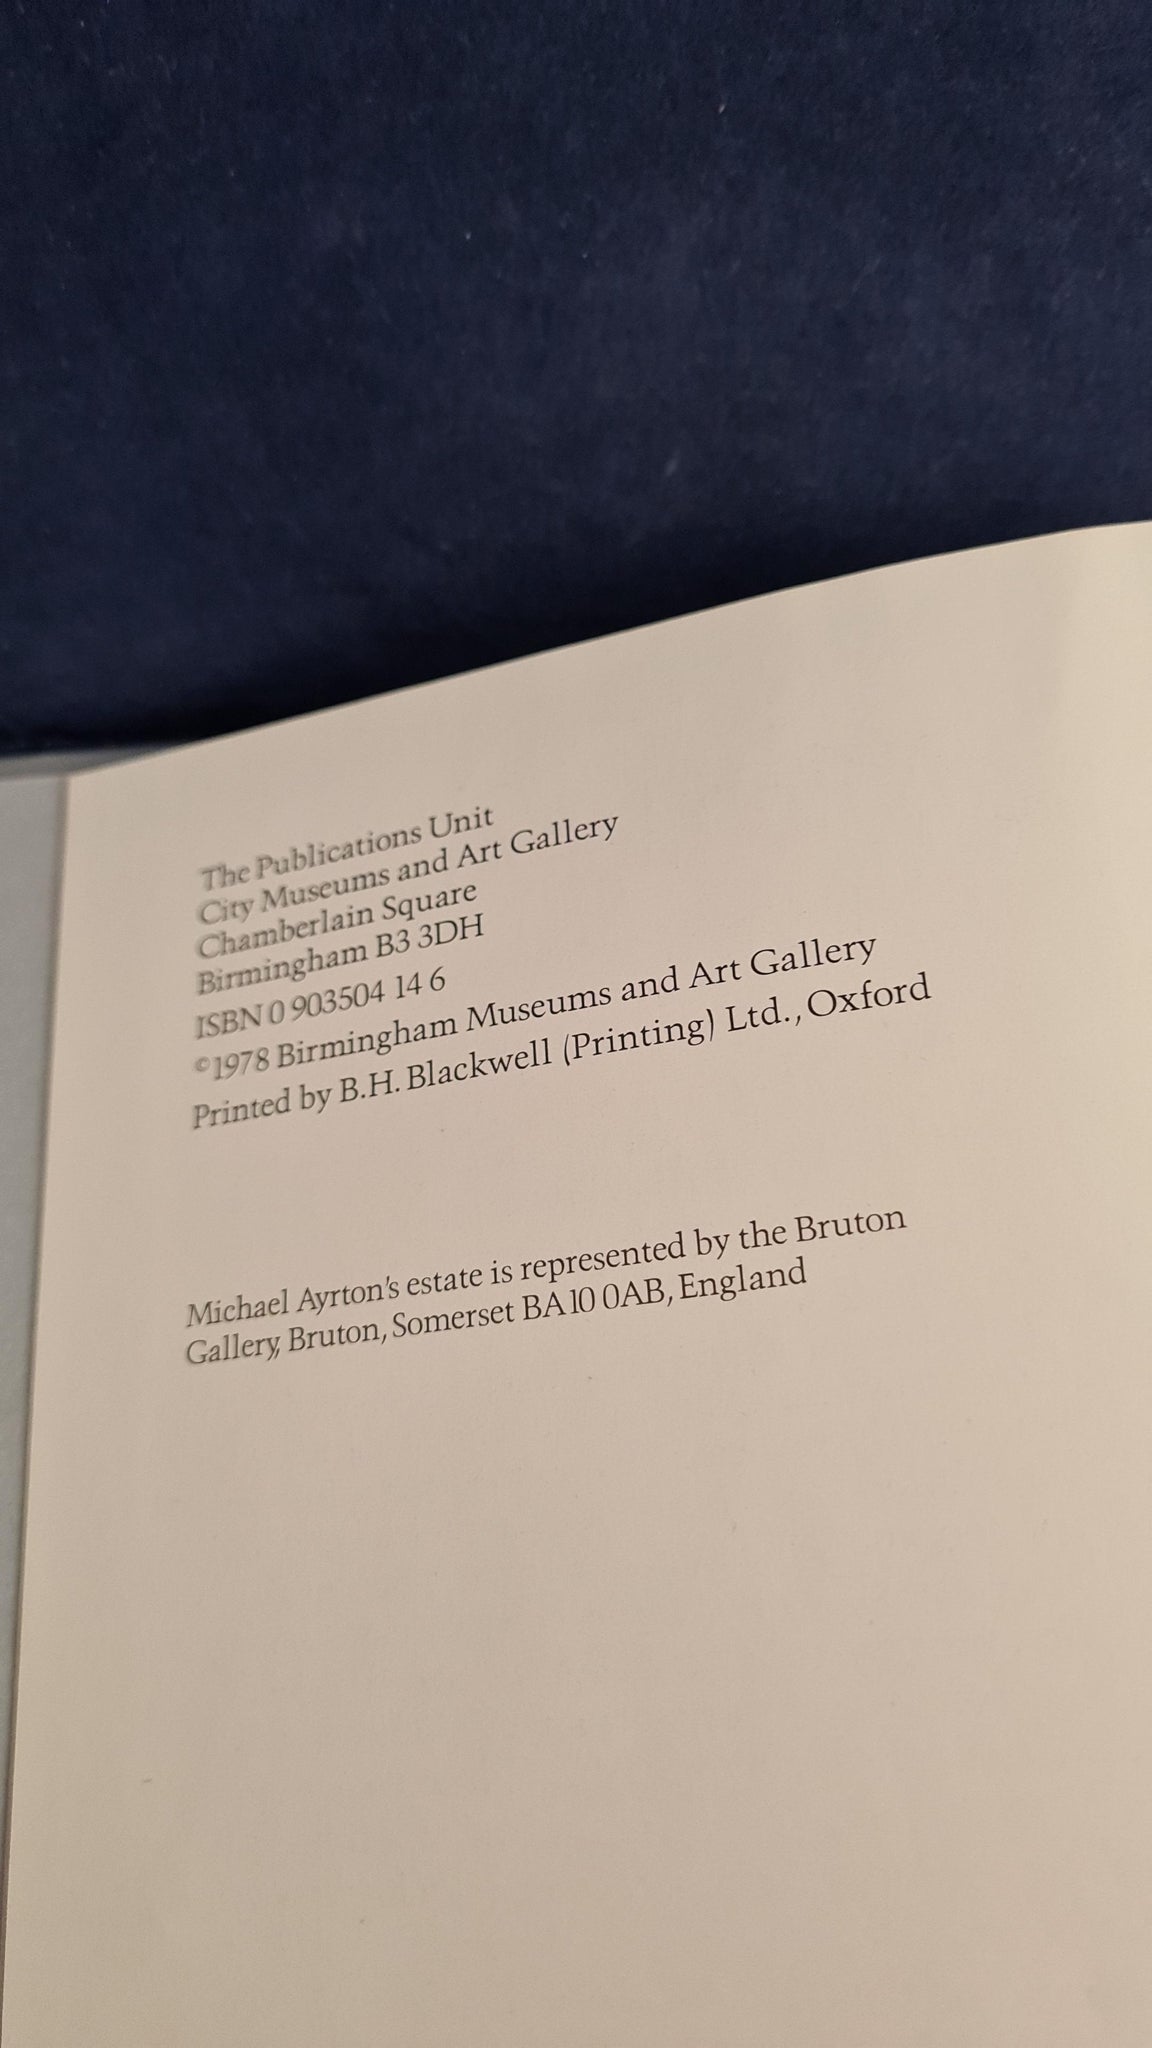 The Publications Unit
City Museums and Art Gallery
Chamberlain Square
Birmingham B3 3DH
ISBN 0 903504 14 6
©1978 Birmingham Museums and Art Gallery
Printed by B.H. Blackwell (Printing) Ltd., Oxford
Michael Ayrton's estate is represented by the Bruton
Gallery, Bruton, Somerset BA10 0AB, England